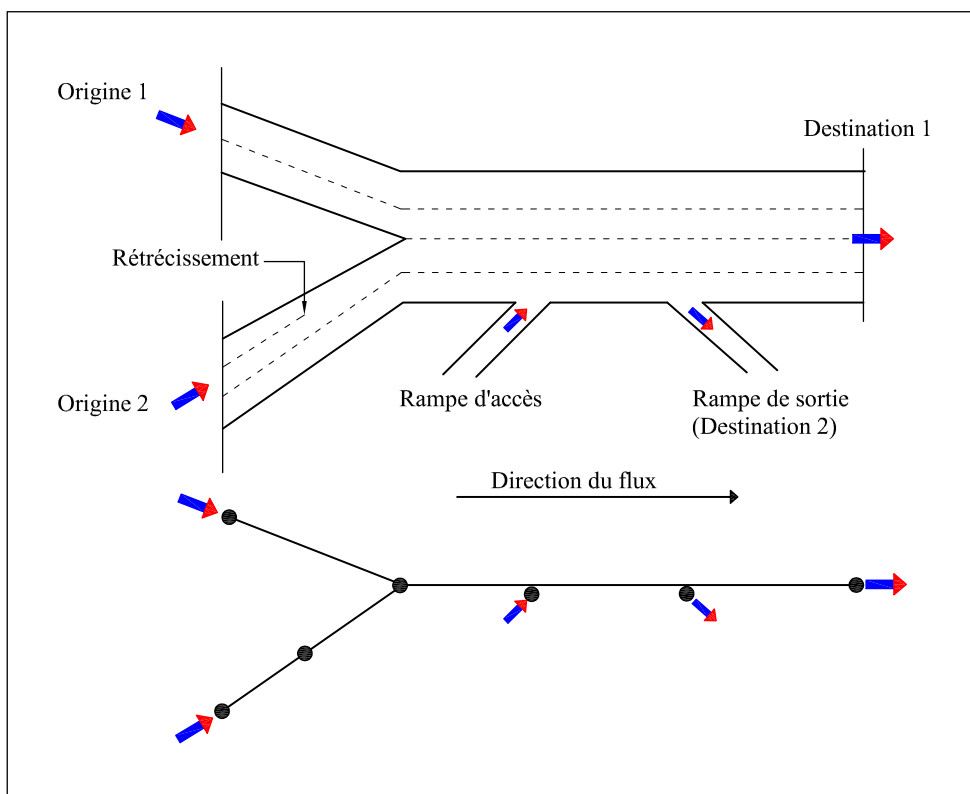 Origine 1
Destination 1
Rétrécissement
Origine 2
Rampe d'accès
Rampe de sortie
(Destination 2)
Direction du flux